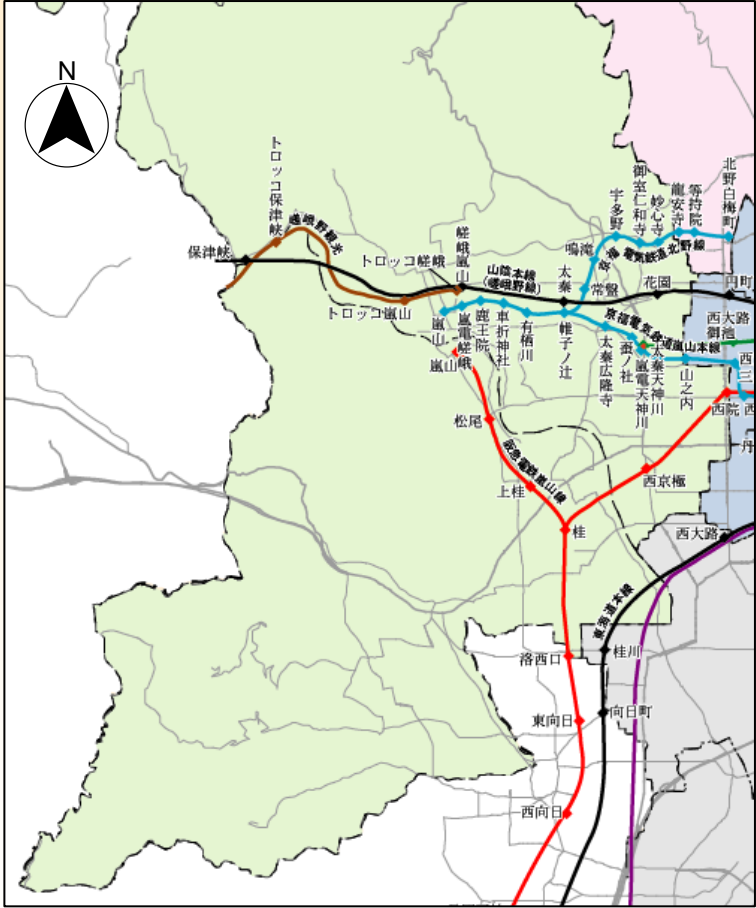 N
トロッコ保津峡
嵯峨野観光
保津峡
トロッコ嵯峨
嵯峨嵐山
山陰本線
(嵯峨野線)
トロッコ嵐山
宇多野
御室仁和寺
妙心寺
龍安寺
等持院
北野白梅町
鳴滝
京福電気鉄道北野線
太秦
常盤
花園
円町
嵐山
嵐電嵯峨
鹿王院
車折神社
有栖川
帷子ノ辻
京福電気鉄道嵐山本線
西大路
御池
太秦広隆寺
蚕ノ社
太秦天神川
嵐電天神川
山之内
西
三
嵐山
西院
西
丹
松尾
阪急電鉄嵐山線
上桂
西京極
桂
西大路
東海道本線
洛西口
桂川
東向日
向日町
西向日